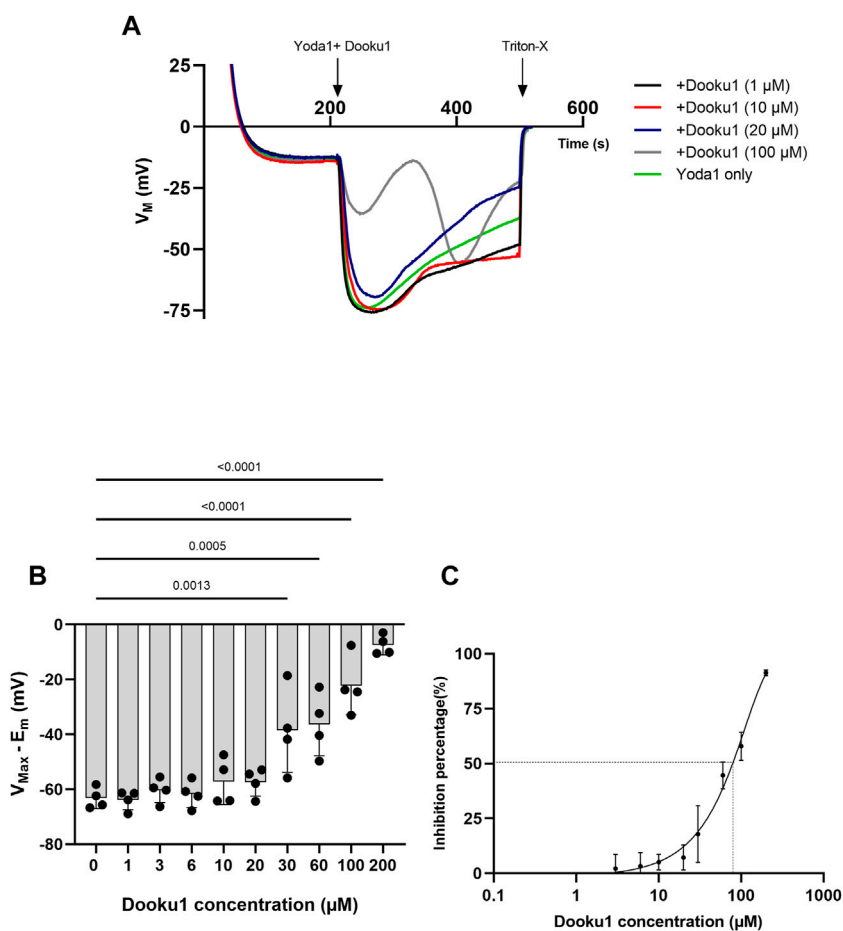 A
Yoda1+ Dooku1
Triton-X
25
0
-25
-50
-75
V_M (mV)
200
400
600
Time (s)
+Dooku1 (1 µM)
+Dooku1 (10 µM)
+Dooku1 (20 µM)
+Dooku1 (100 µM)
Yoda1 only
<0.0001
<0.0001
0.0005
0.0013
B
0
-20
-40
-60
-80
V_Max - E_m (mV)
0 1 3 6 10 20 30 60 100 200
Dooku1 concentration (µM)
C
100
75
50
25
0
Inhibition percentage(%)
0.1 1 10 100 1000
Dooku1 concentration (µM)